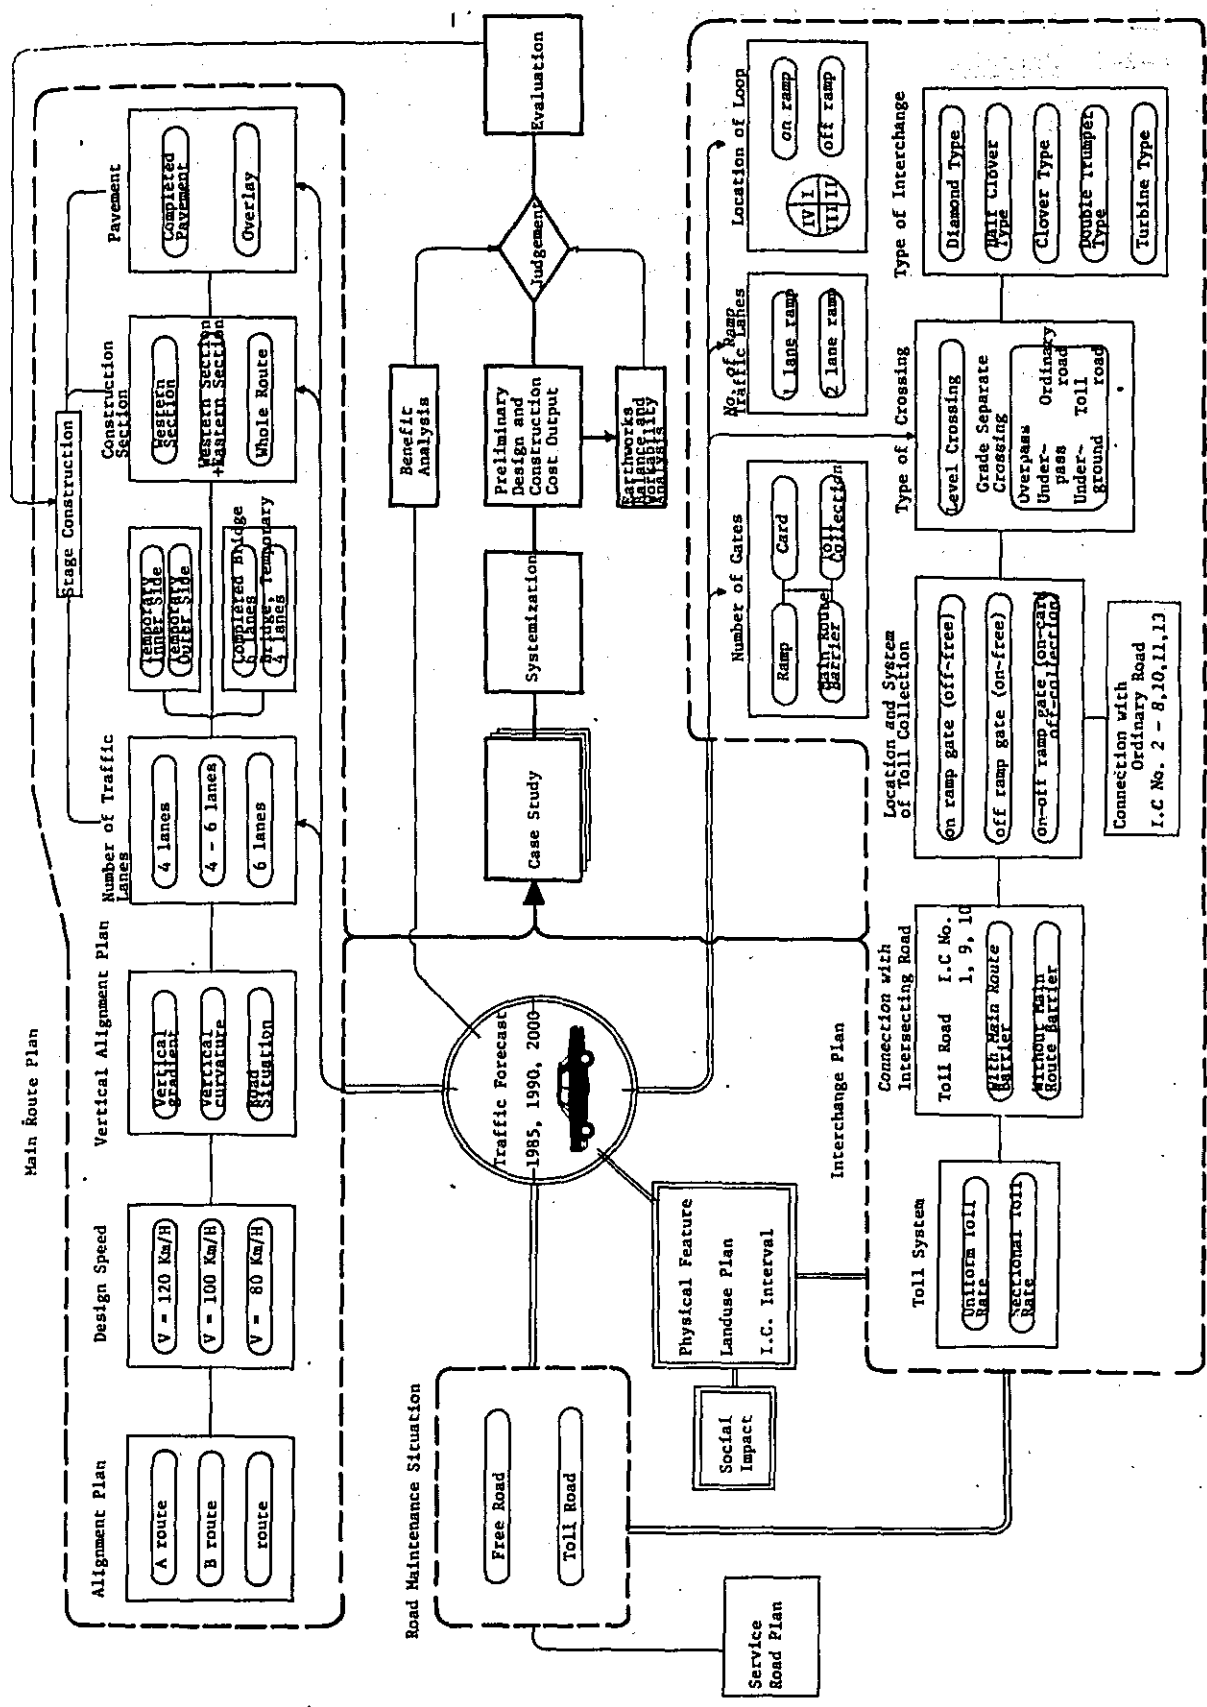 Main Route Plan
Alignment Plan
A route
B route
route
Design Speed
V = 120 Km/H
V = 100 Km/H
V = 80 Km/H
Vertical Alignment Plan
Vertical
gradient
Vertical
curvature
Road
Situation
Number of Traffic
Lanes
4 lanes
4 - 6 lanes
6 lanes
Temporary
Inner Side
Temporary
Outer Side
Completed Bridge
6 lanes
Bridge, Temporary
4 lanes
Stage Construction
Construction
Section
Western
Section
Western Section
+Eastern Section
Whole Route
Pavement
Completed
Pavement
Overlay
Road Maintenance Situation
Free Road
Toll Road
Service
Road Plan
Traffic Forecast
1985, 1990, 2000
Benefit
Analysis
Case Study
Systemization
Preliminary
Design and
Construction
Cost Output
Earthworks
Balance and
Workability
Analysis
Judgement
Evaluation
Social
Impact
Physical Feature
Landuse Plan
I.C. Interval
Interchange Plan
Number of Gates
Ramp
Card
Main Route
Barrier
Toll
Collection
No. of Ramp
Traffic Lanes
1 lane ramp
2 lane ramp
Location of Loop
IV I
III II
on ramp
off ramp
Toll System
Uniform Toll
Rate
Sectional Toll
Rate
Connection with
Intersecting Road
Toll Road I.C No.
1, 9, 10
With Main Route
Barrier
Without Main
Route Barrier
Location and System
of Toll Collection
on ramp gate (off-free)
off ramp gate (on-free)
on-off ramp gate (on-card
off-collection)
Connection with
Ordinary Road
I.C No. 2 - 8,10,11,13
Type of Crossing
Level Crossing
Grade Separate
Crossing
Overpass
Under-
pass
Under-
ground
Ordinary
road
Toll
road
Type of Interchange
Diamond Type
Half Clover
Type
Clover Type
Double Trumper
Type
Turbine Type